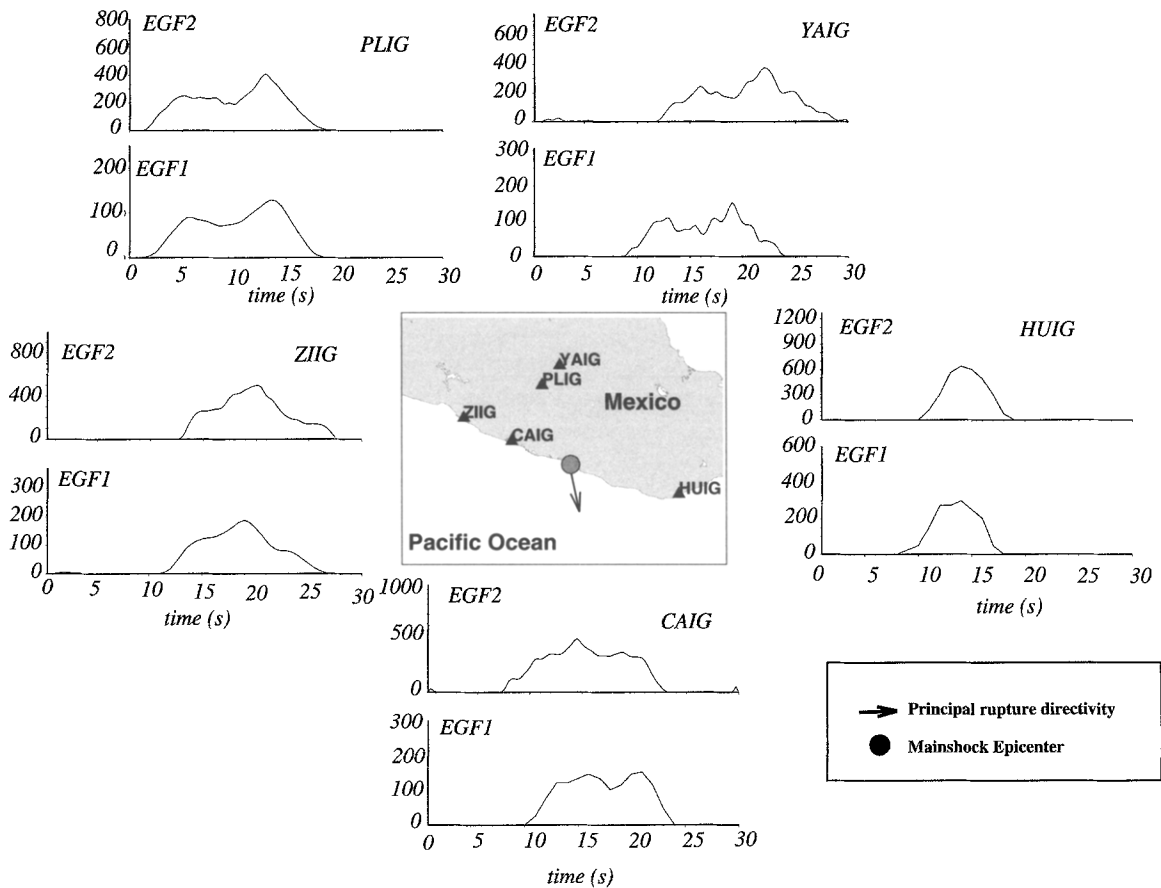 EGF2 PLIG
800
600
400
200
0
EGF1
200
100
0
0 5 10 15 20 25 30
time (s)
EGF2 YAIG
600
400
200
0
EGF1
300
200
100
0
0 5 10 15 20 25 30
time (s)
EGF2 ZIIG
800
400
0
EGF1
300
200
100
0
0 5 10 15 20 25 30
time (s)
YAIG
PLIG
Mexico
ZIIG
CAIG
HUIG
Pacific Ocean
EGF2 HUIG
1200
900
600
300
0
EGF1
600
400
200
0
0 5 10 15 20 25 30
time (s)
EGF2 CAIG
1000
500
0
EGF1
300
200
100
0
0 5 10 15 20 25 30
time (s)
Principal rupture directivity
Mainshock Epicenter